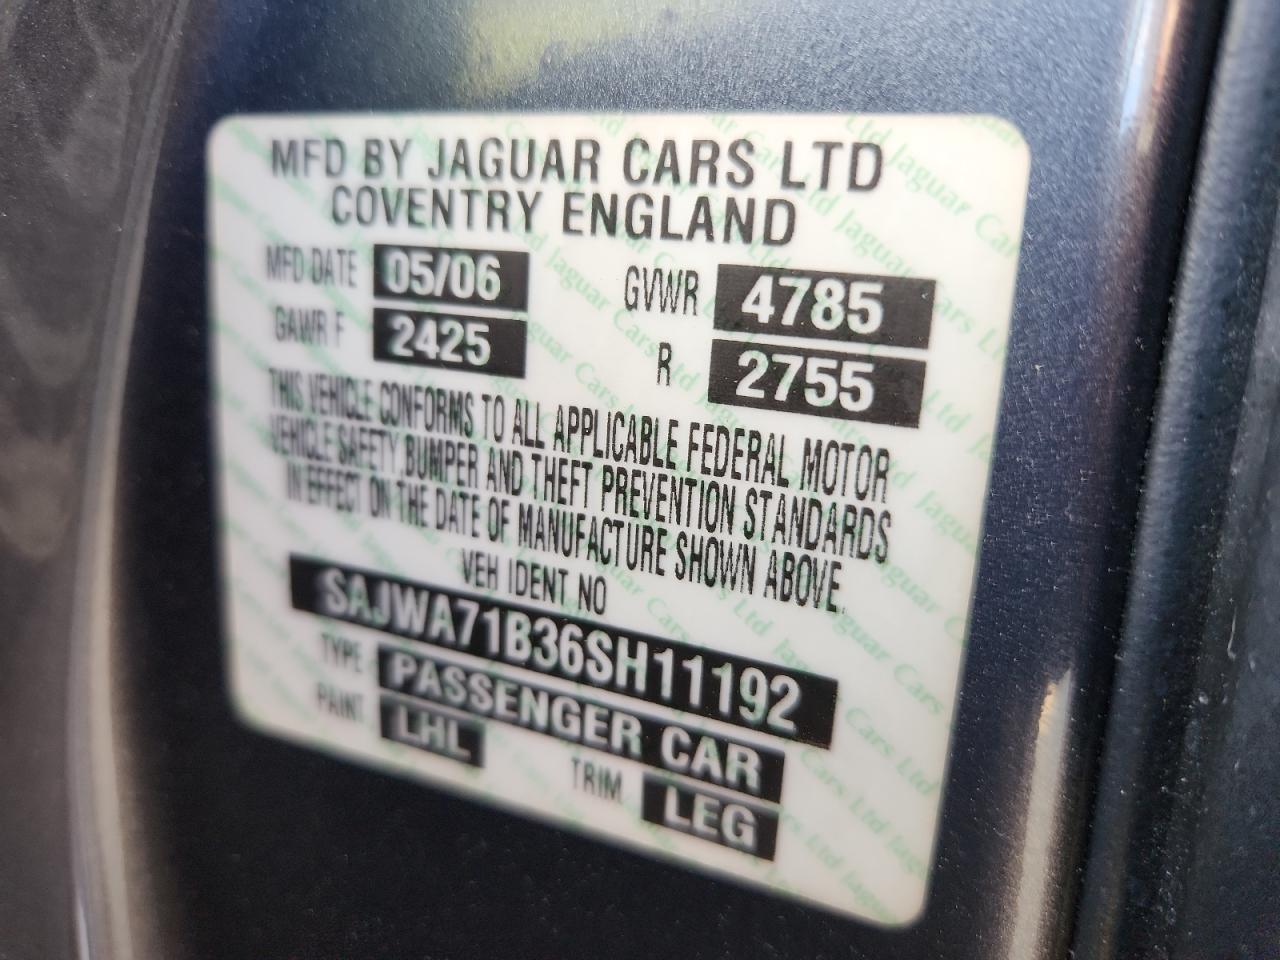 MFD BY JAGUAR CARS LTD
COVENTRY ENGLAND
MFD DATE 05/06 GVWR 4785
GAWR F 2425 R 2755
THIS VEHICLE CONFORMS TO ALL APPLICABLE FEDERAL MOTOR
VEHICLE SAFETY, BUMPER AND THEFT PREVENTION STANDARDS
IN EFFECT ON THE DATE OF MANUFACTURE SHOWN ABOVE.
VEH IDENT NO
SAJWA71B36SH11192
TYPE PASSENGER CAR
PAINT LHL TRIM LEG